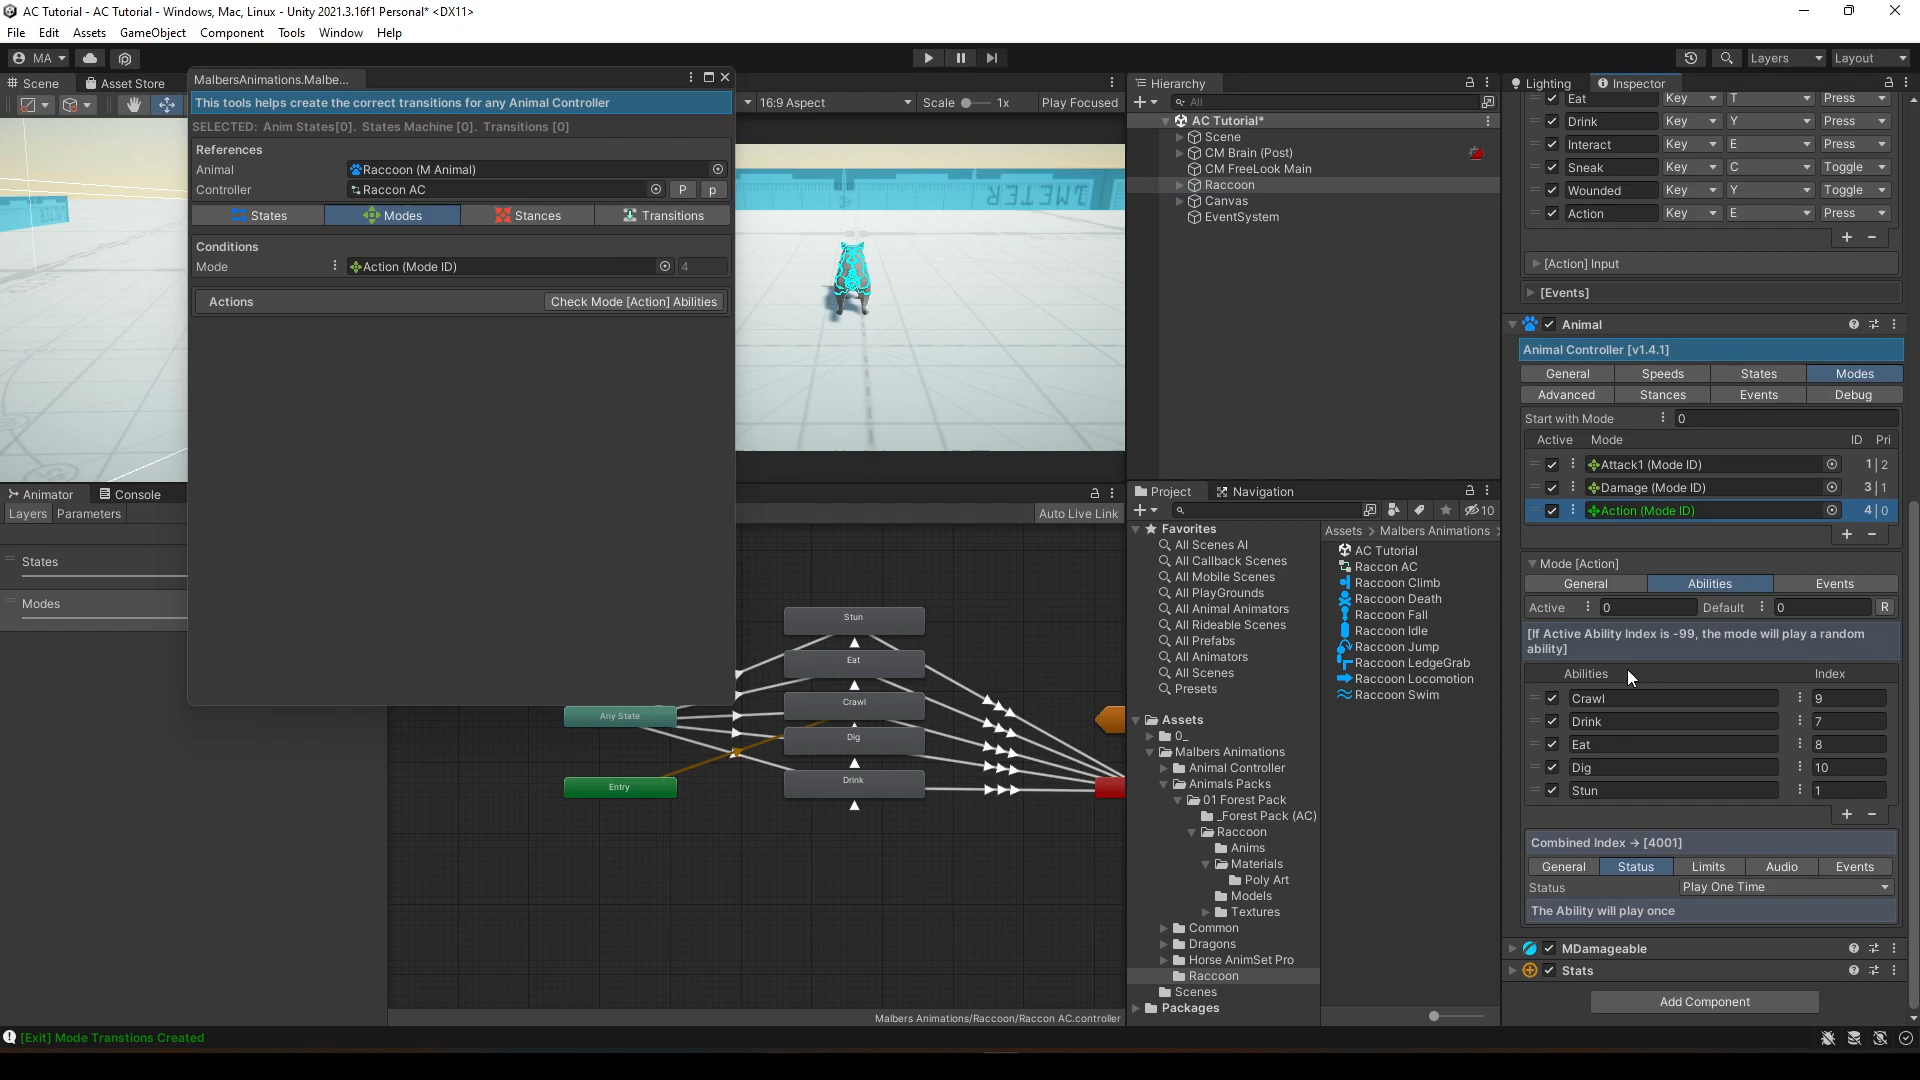 AC Tutorial - AC Tutorial - Windows, Mac, Linux - Unity 2021.3.16f1 Personal* <DX11>
File Edit Assets GameObject Component Tools Window Help
MA
Layers Layout
Scene Asset Store
MalbersAnimations.Malbe...
This tools helps create the correct transitions for any Animal Controller
SELECTED: Anim States[0]. States Machine [0]. Transitions [0]
References
Animal Raccoon (M Animal)
Controller Raccon AC P p
States Modes Stances Transitions
Conditions
Mode Action (Mode ID) 4
Actions Check Mode [Action] Abilities
16:9 Aspect Scale 1x Play Focused
1METER
Animator Console
Layers Parameters Auto Live Link
States
Modes
Stun
Eat
Crawl
Dig
Drink
Any State
Entry
Malbers Animations/Raccoon/Raccon AC.controller
[Exit] Mode Transtions Created
Hierarchy
All
AC Tutorial*
Scene
CM Brain (Post)
CM FreeLook Main
Raccoon
Canvas
EventSystem
Project Navigation
10
Favorites
All Scenes AI
All Callback Scenes
All Mobile Scenes
All PlayGrounds
All Animal Animators
All Rideable Scenes
All Prefabs
All Animators
All Scenes
Presets
Assets
0_
Malbers Animations
Animal Controller
Animals Packs
01 Forest Pack
_Forest Pack (AC)
Raccoon
Anims
Materials
Poly Art
Models
Textures
Common
Dragons
Horse AnimSet Pro
Raccoon
Scenes
Packages
Assets > Malbers Animations >
AC Tutorial
Raccon AC
Raccoon Climb
Raccoon Death
Raccoon Fall
Raccoon Idle
Raccoon Jump
Raccoon LedgeGrab
Raccoon Locomotion
Raccoon Swim
Lighting Inspector
Eat Key T Press
Drink Key Y Press
Interact Key E Press
Sneak Key C Toggle
Wounded Key Y Toggle
Action Key E Press
[Action] Input
[Events]
Animal
Animal Controller [v1.4.1]
General Speeds States Modes
Advanced Stances Events Debug
Start with Mode 0
Active Mode ID Pri
Attack1 (Mode ID) 1 | 2
Damage (Mode ID) 3 | 1
Action (Mode ID) 4 | 0
Mode [Action]
General Abilities Events
Active 0 Default 0 R
[If Active Ability Index is -99, the mode will play a random
ability]
Abilities Index
Crawl 9
Drink 7
Eat 8
Dig 10
Stun 1
Combined Index → [4001]
General Status Limits Audio Events
Status Play One Time
The Ability will play once
MDamageable
Stats
Add Component